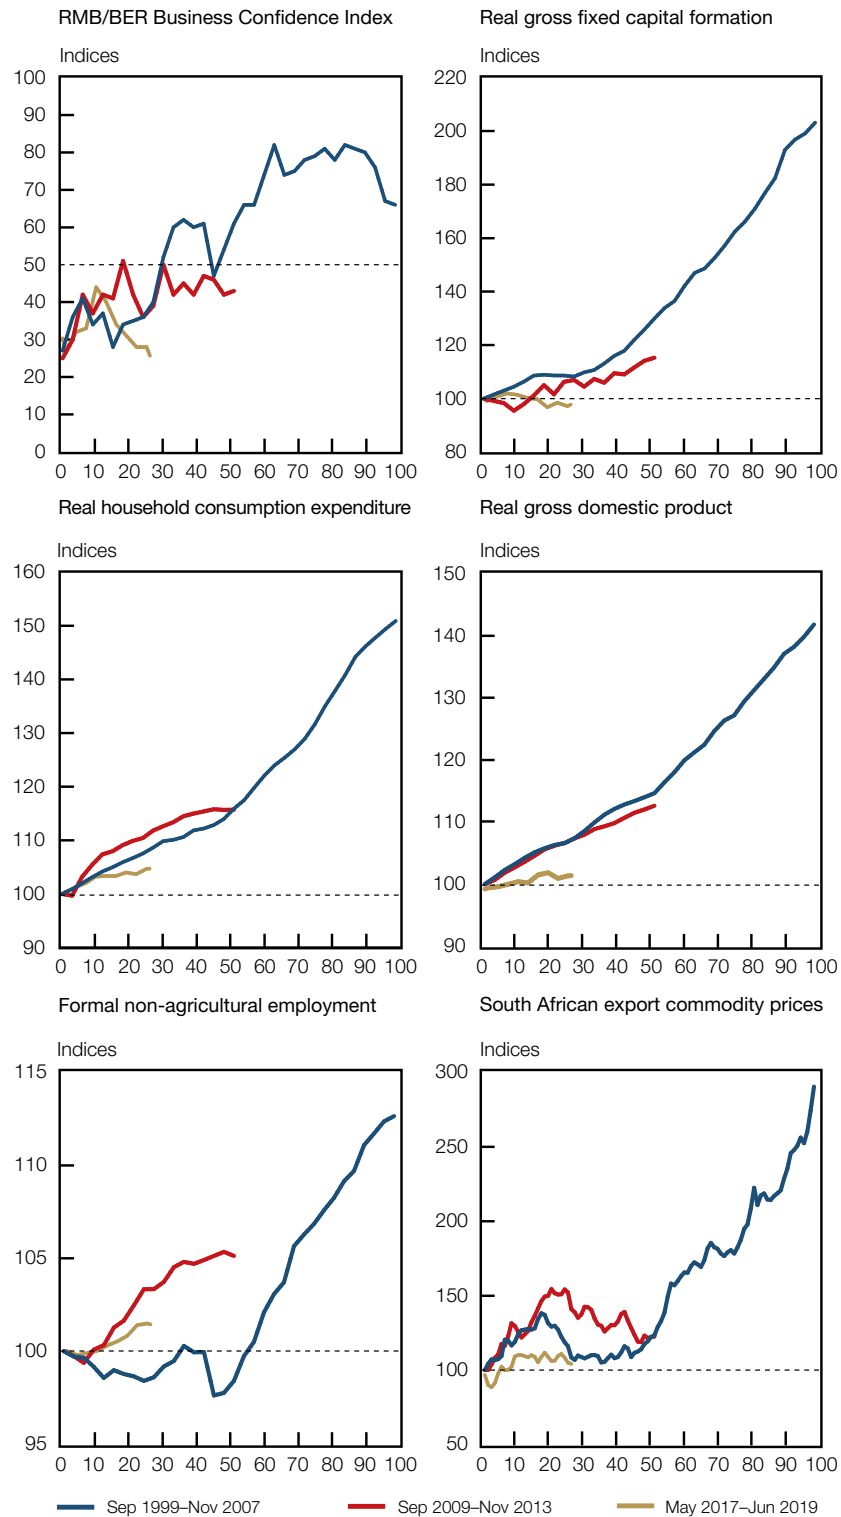 RMB/BER Business Confidence Index
Indices
100
90
80
70
60
50
40
30
20
10
0
0 10 20 30 40 50 60 70 80 90 100
Real gross fixed capital formation
Indices
220
200
180
160
140
120
100
80
0 10 20 30 40 50 60 70 80 90 100
Real household consumption expenditure
Indices
160
150
140
130
120
110
100
90
0 10 20 30 40 50 60 70 80 90 100
Real gross domestic product
Indices
150
140
130
120
110
100
90
0 10 20 30 40 50 60 70 80 90 100
Formal non-agricultural employment
Indices
115
110
105
100
95
0 10 20 30 40 50 60 70 80 90 100
South African export commodity prices
Indices
300
250
200
150
100
50
0 10 20 30 40 50 60 70 80 90 100
Sep 1999–Nov 2007 Sep 2009–Nov 2013 May 2017–Jun 2019